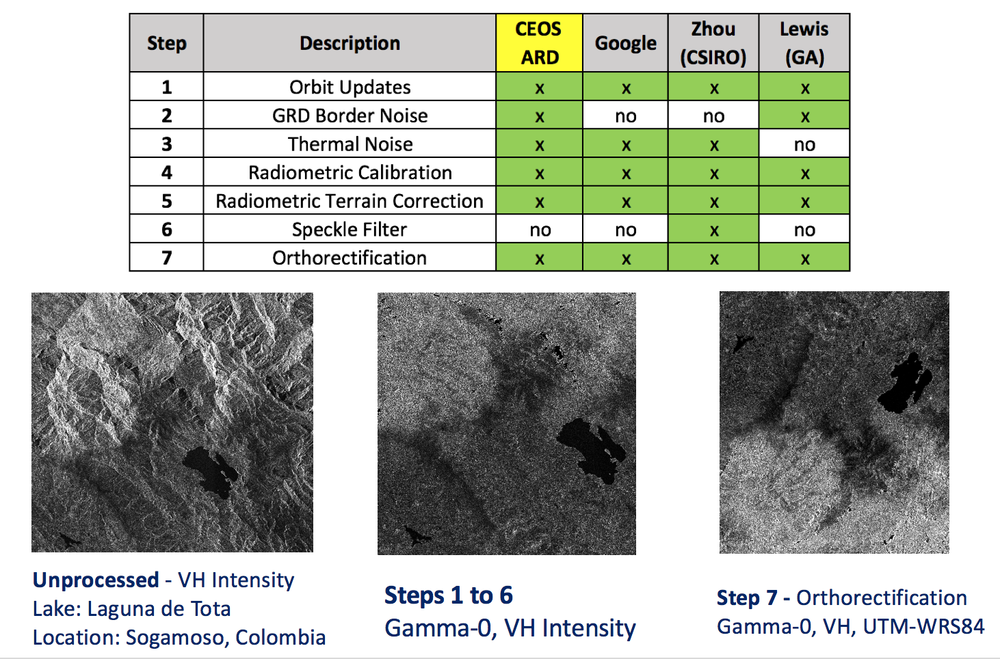 Step Description CEOS ARD Google Zhou (CSIRO) Lewis (GA)
1 Orbit Updates x x x x
2 GRD Border Noise x no no x
3 Thermal Noise x x x no
4 Radiometric Calibration x x x x
5 Radiometric Terrain Correction x x x x
6 Speckle Filter no no x no
7 Orthorectification x x x x
Unprocessed - VH Intensity
Lake: Laguna de Tota
Location: Sogamoso, Colombia
Steps 1 to 6
Gamma-0, VH Intensity
Step 7 - Orthorectification
Gamma-0, VH, UTM-WRS84